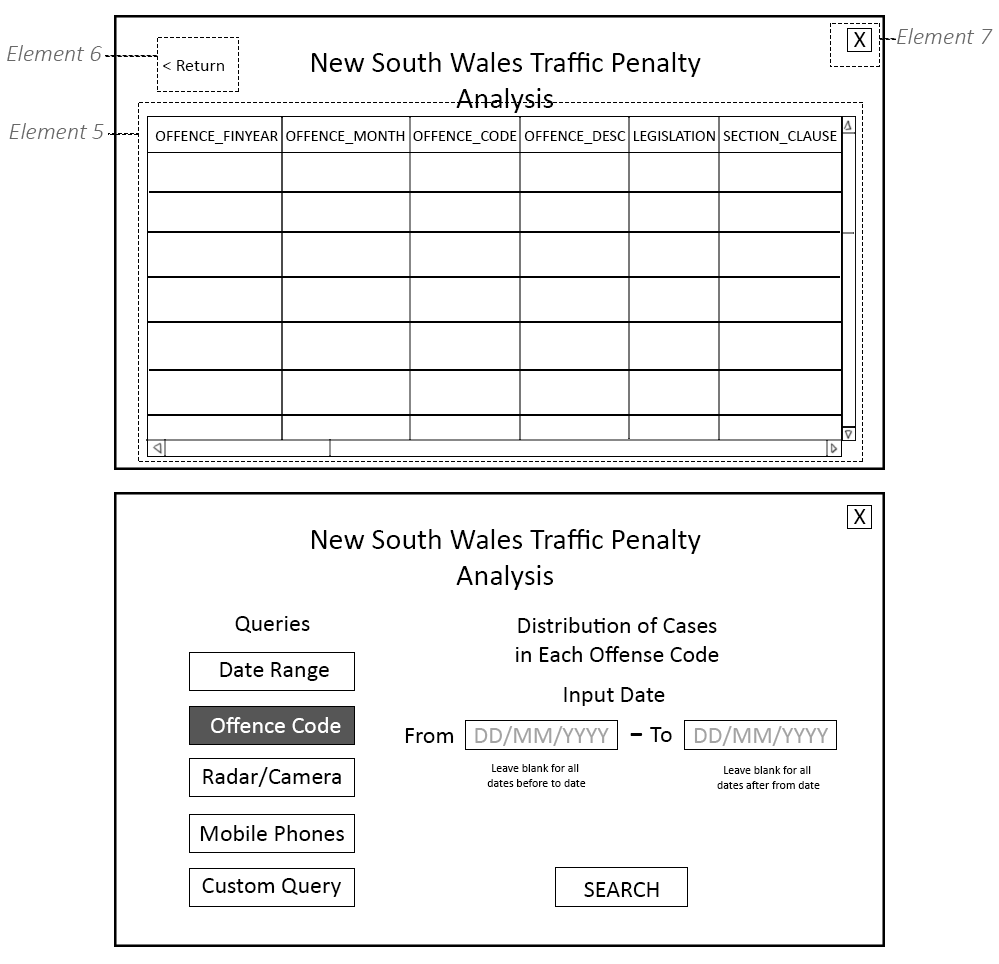 Element 6
< Return
New South Wales Traffic Penalty
Analysis
X
Element 7
Element 5
OFFENCE_FINYEAR OFFENCE_MONTH OFFENCE_CODE OFFENCE_DESC LEGISLATION SECTION_CLAUSE
X
New South Wales Traffic Penalty
Analysis
Queries
Date Range
Offence Code
Radar/Camera
Mobile Phones
Custom Query
Distribution of Cases
in Each Offense Code
Input Date
From DD/MM/YYYY – To DD/MM/YYYY
Leave blank for all
dates before to date
Leave blank for all
dates after from date
SEARCH